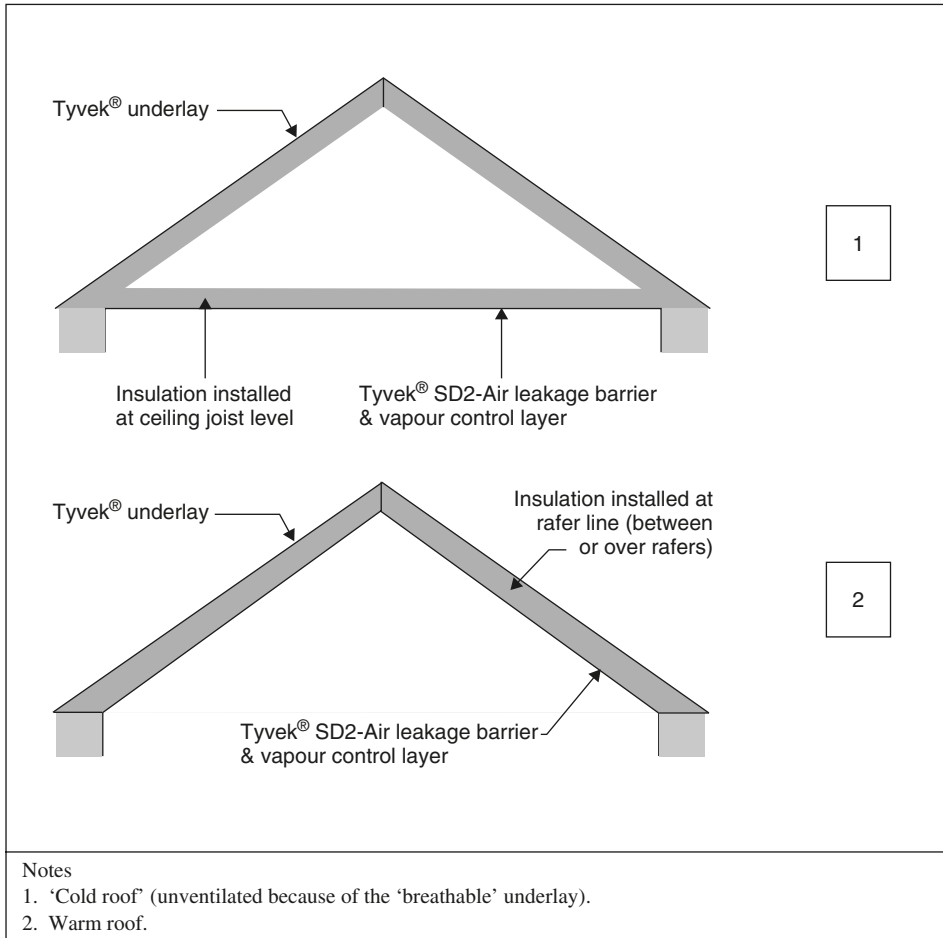 Tyvek® underlay
1
Insulation installed
at ceiling joist level
Tyvek® SD2-Air leakage barrier
& vapour control layer
Tyvek® underlay
Insulation installed at
rafer line (between
or over rafers)
2
Tyvek® SD2-Air leakage barrier
& vapour control layer
Notes
1. ‘Cold roof’ (unventilated because of the ‘breathable’ underlay).
2. Warm roof.